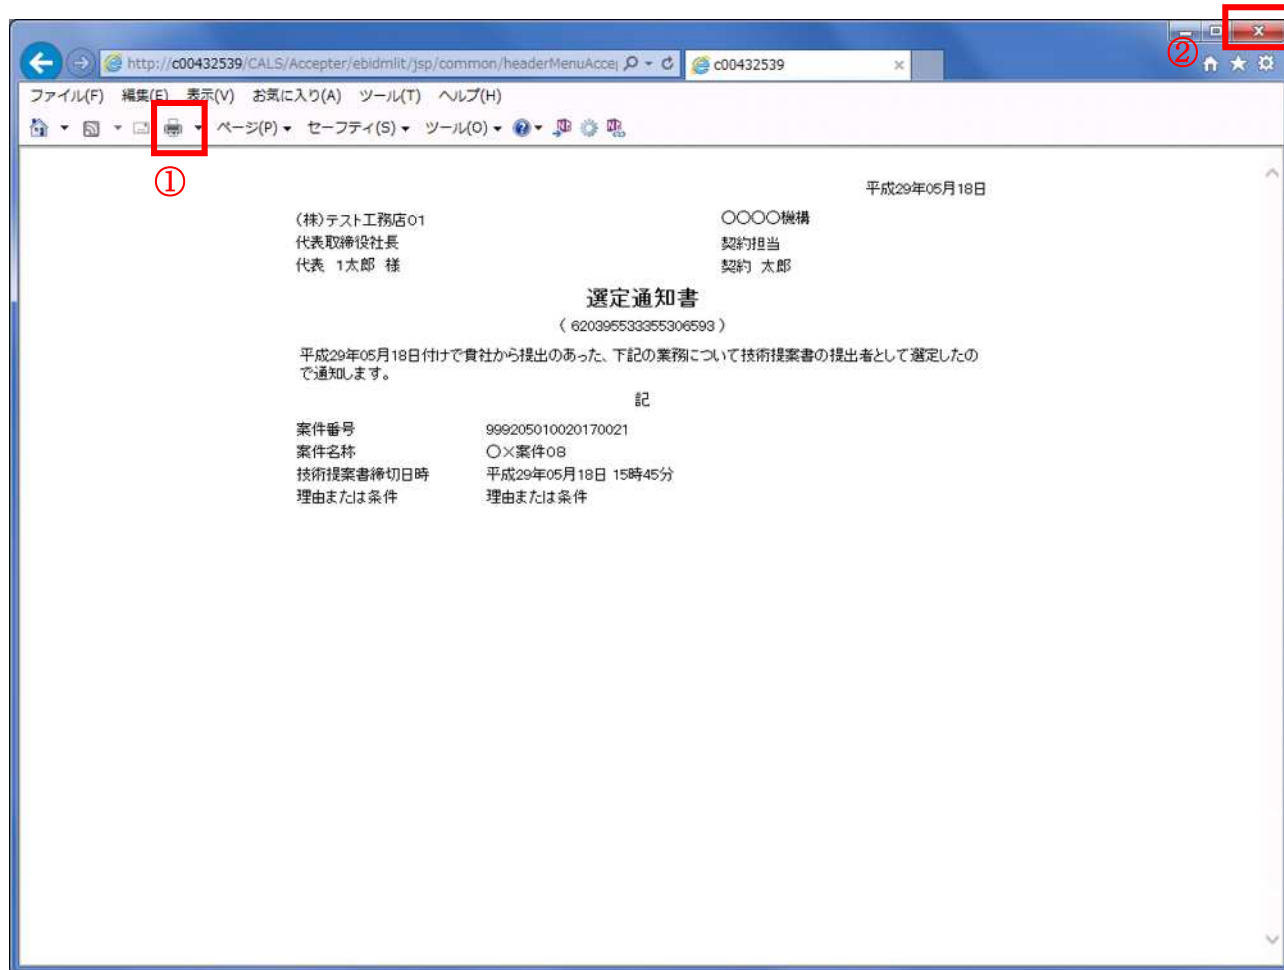 http://c00432539/CALS/Accepter/ebidmlit/jsp/common/headerMenuAccep
c00432539
②
ファイル(F) 編集(E) 表示(V) お気に入り(A) ツール(T) ヘルプ(H)
ページ(P) セーフティ(S) ツール(O)
①
平成29年05月18日
(株)テスト工務店01
〇〇〇〇機構
代表取締役社長
契約担当
代表 1太郎 様
契約 太郎
選定通知書
( 620395533355306593 )
平成29年05月18日付けで貴社から提出のあった、下記の業務について技術提案書の提出者として選定したの
で通知します。
記
案件番号 999205010020170021
案件名称 〇×案件08
技術提案書締切日時 平成29年05月18日 15時45分
理由または条件 理由または条件